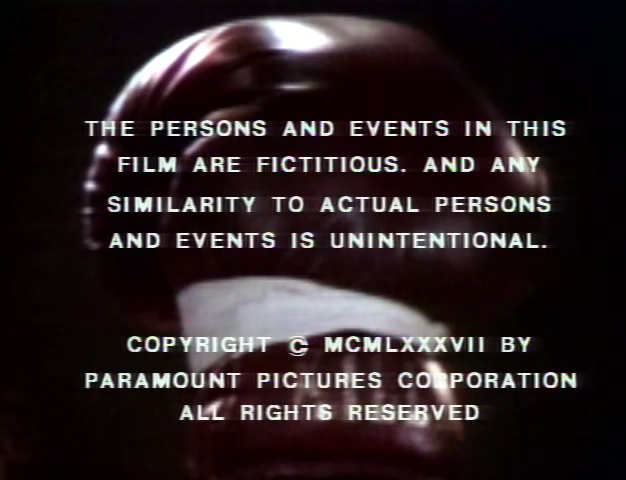 THE PERSONS AND EVENTS IN THIS
FILM ARE FICTITIOUS. AND ANY
SIMILARITY TO ACTUAL PERSONS
AND EVENTS IS UNINTENTIONAL.
COPYRIGHT © MCMLXXXVII BY
PARAMOUNT PICTURES CORPORATION
ALL RIGHTS RESERVED